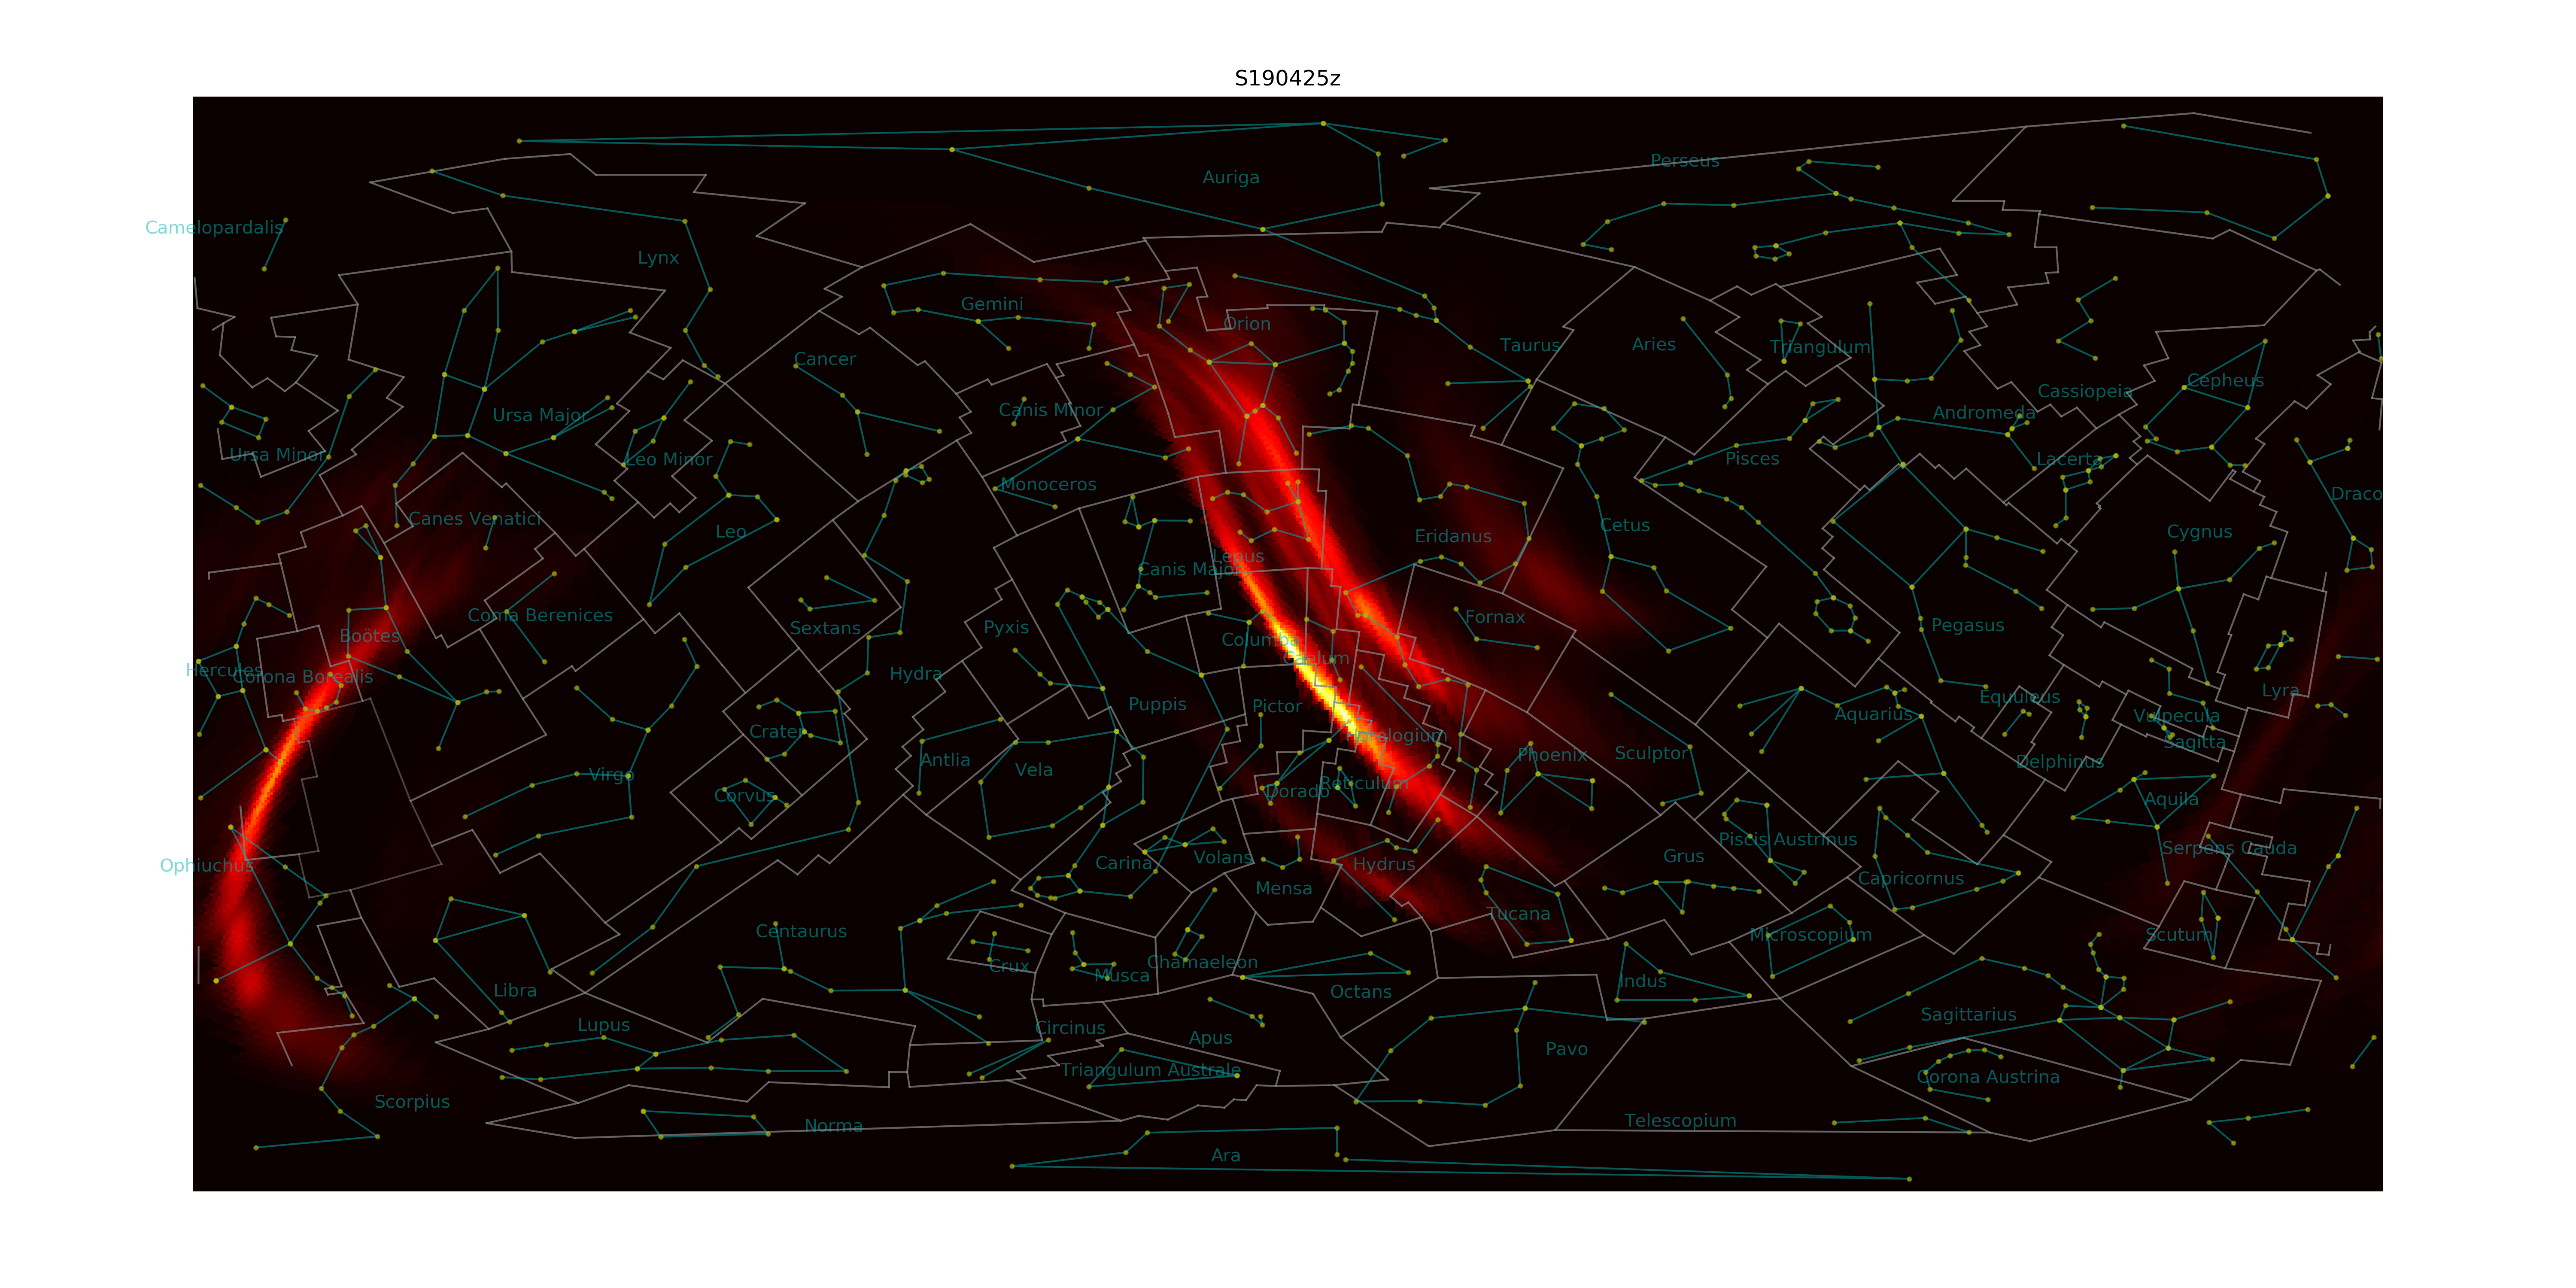 S190425z
Perseus
Auriga
Camelopardalis
Lynx
Gemini
Orion
Taurus
Aries
Triangulum
Cancer
Cepheus
Cassiopeia
Canis Minor
Andromeda
Ursa Major
Ursa Minor
Leo Minor
Pisces
Lacerta
Monoceros
Draco
Canes Venatici
Leo
Cetus
Eridanus
Cygnus
Lepus
Canis Major
Coma Berenices
Fornax
Sextans
Pyxis
Pegasus
Boötes
Columba
Caelum
Hercules
Corona Borealis
Hydra
Lyra
Equuleus
Puppis
Pictor
Aquarius
Vulpecula
Crater
Horologium
Sagitta
Phoenix
Sculptor
Antlia
Delphinus
Vela
Virgo
Reticulum
Dorado
Corvus
Aquila
Piscis Austrinus
Serpens Cauda
Grus
Volans
Carina
Hydrus
Ophiuchus
Capricornus
Mensa
Tucana
Centaurus
Microscopium
Scutum
Chamaeleon
Crux
Musca
Indus
Libra
Octans
Sagittarius
Lupus
Circinus
Apus
Pavo
Triangulum Australe
Corona Austrina
Scorpius
Telescopium
Norma
Ara